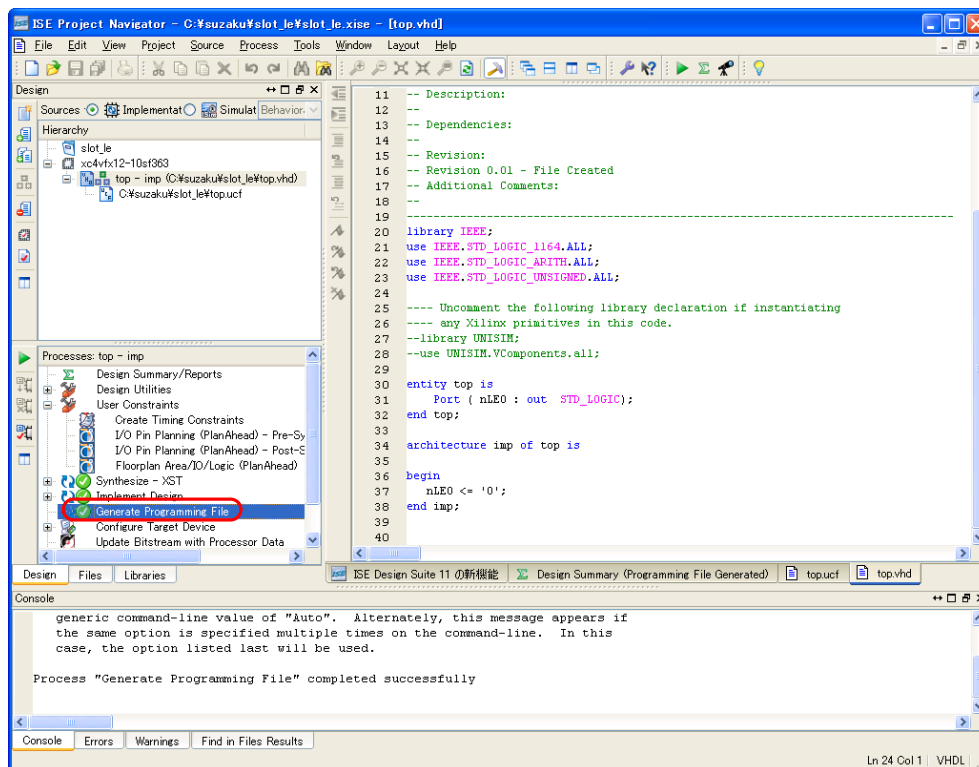 ISE Project Navigator - C:¥suzaku¥slot_le¥slot_le.xise - [top.vhd]
File Edit View Project Source Process Tools Window Layout Help
Design
Sources Implementat Simulat Behavior
Hierarchy
slot_le
xc4vfx12-10sf363
top - imp (C:¥suzaku¥slot_le¥top.vhd)
C:¥suzaku¥slot_le¥top.ucf
Processes: top - imp
Design Summary/Reports
Design Utilities
User Constraints
Create Timing Constraints
I/O Pin Planning (PlanAhead) - Pre-Sy
I/O Pin Planning (PlanAhead) - Post-S
Floorplan Area/IO/Logic (PlanAhead)
Synthesize - XST
Implement Design
Generate Programming File
Configure Target Device
Update Bitstream with Processor Data
Design Files Libraries
11 -- Description:
12 --
13 -- Dependencies:
14 --
15 -- Revision:
16 -- Revision 0.01 - File Created
17 -- Additional Comments:
18 --
19 ----------------------------------------------------------------------------------
20 library IEEE;
21 use IEEE.STD_LOGIC_1164.ALL;
22 use IEEE.STD_LOGIC_ARITH.ALL;
23 use IEEE.STD_LOGIC_UNSIGNED.ALL;
24
25 ---- Uncomment the following library declaration if instantiating
26 ---- any Xilinx primitives in this code.
27 --library UNISIM;
28 --use UNISIM.VComponents.all;
29
30 entity top is
31 Port ( nLE0 : out STD_LOGIC);
32 end top;
33
34 architecture imp of top is
35
36 begin
37 nLE0 <= '0';
38 end imp;
39
40
ISE Design Suite 11 の新機能 Design Summary (Programming File Generated) top.ucf top.vhd
Console
generic command-line value of "Auto". Alternately, this message appears if
the same option is specified multiple times on the command-line. In this
case, the option listed last will be used.
Process "Generate Programming File" completed successfully
Console Errors Warnings Find in Files Results
Ln 24 Col 1 VHDL